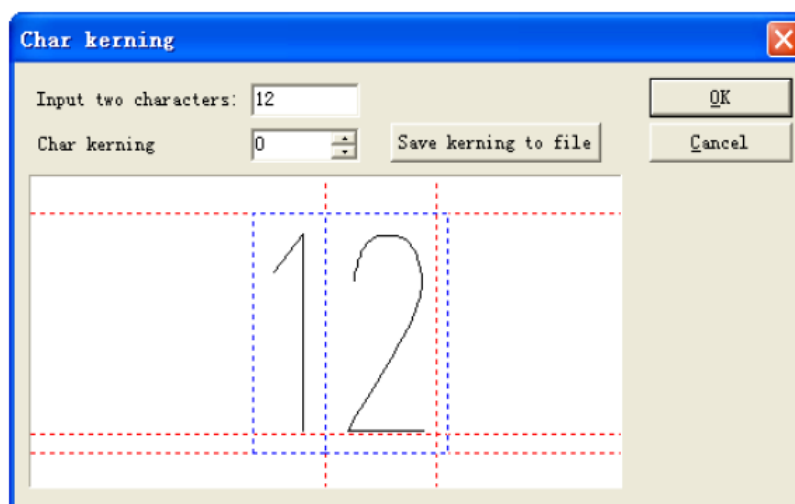 Char kerning
Input two characters: 12
OK
Char kerning 0 Save kerning to file
Cancel
12